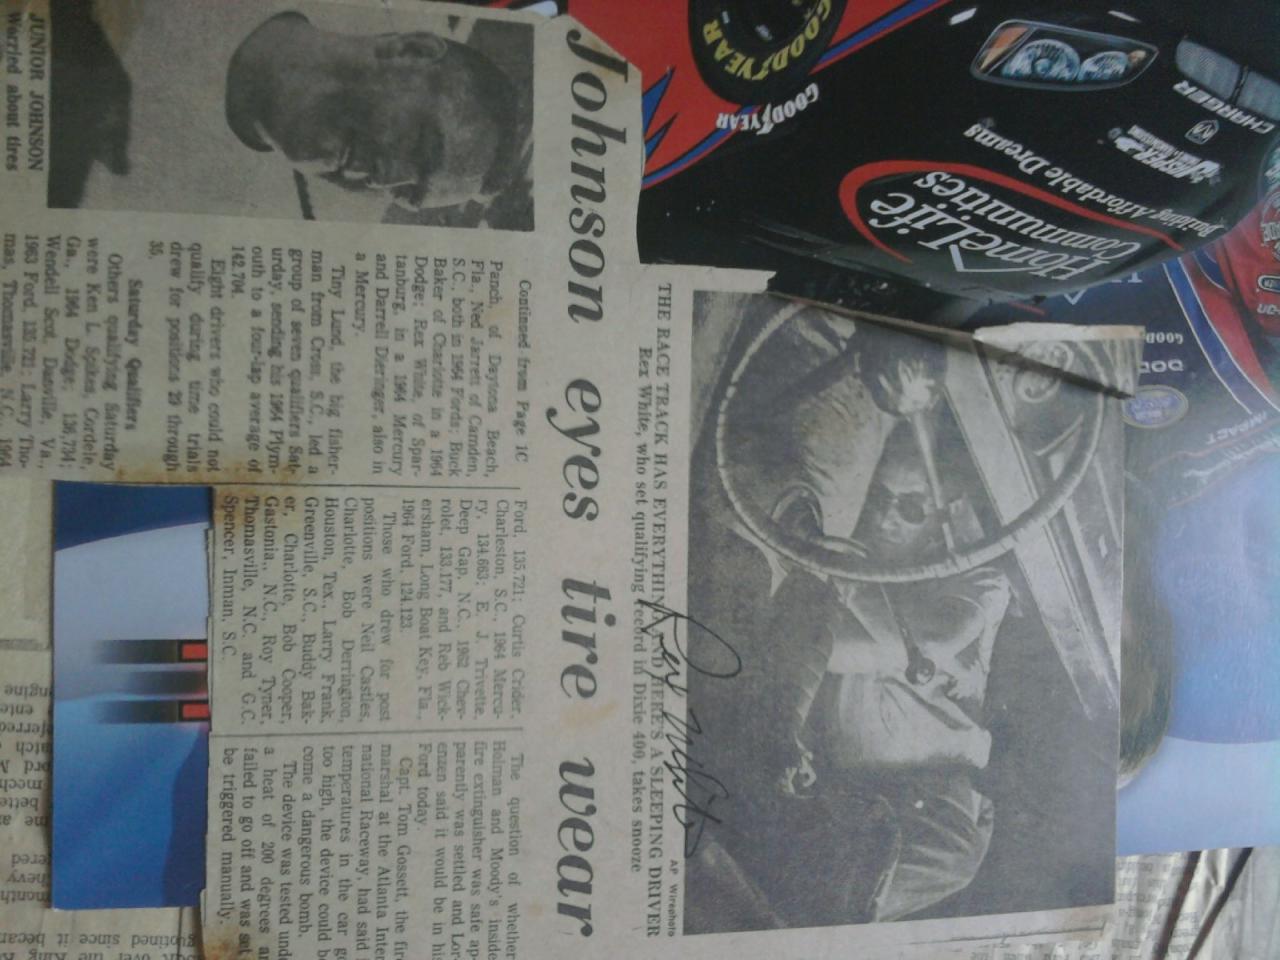 THE RACE TRACK HAS EVERYTHING AND HERE'S A SLEEPING DRIVER
AP Wirephoto
Rex White, who set qualifying record in Dixie 400, takes snooze
Rex White
Johnson eyes tire wear
JUNIOR JOHNSON
Worried about tires
Continued from Page 1C
Panch, of Daytona Beach,
Fla., Ned Jarrett of Camden,
S.C., both in 1964 Fords; Buck
Baker of Charlotte in a 1964
Dodge; Rex White, of Spar-
tanburg, in a 1964 Mercury
and Darrell Dieringer, also in
a Mercury.
Tiny Lund, the big fisher-
man from Cross, S.C., led a
group of seven qualifiers Sat-
urday, sending his 1964 Plym-
outh to a four-lap average of
142.704.
Eight drivers who could not
qualify during time trials
drew for positions 29 through
35.
Saturday Qualifiers
Others qualifying Saturday
were Ken L. Spikes, Cordele,
Ga., 1964 Dodge, 136.734;
Wendell Scot, Danville, Va.,
1963 Ford, 135.721; Larry Tho-
mas, Thomasville, N.C., 1964
Ford, 135.721; Curtis Crider,
Charleston, S.C., 1964 Mercu-
ry, 134.663; E. J. Trivette,
Deep Gap, N.C., 1962 Chev-
rolet, 133.177, and Reb Wick-
ersham, Long Boat Key, Fla.,
1964 Ford, 124.123.
Those who drew for post
positions were Neil Castles,
Charlotte, Bob Derrington,
Houston, Tex., Larry Frank,
Greenville, S.C., Buddy Bak-
er, Charlotte, Bob Cooper,
Gastonia, N.C., Roy Tyner,
Thomasville, N.C. and G.C.
Spencer, Inman, S.C.
The question of whether
Holman and Moody's inside
fire extinguisher was safe ap-
parently was settled and Lor-
enzen said it would be in his
Ford today.
Capt. Tom Gossett, the fire
marshal at the Atlanta Inter
national Raceway, had said
temperatures in the car
too high, the device could
come a dangerous bomb.
The device was tested
a heat of 200 degrees
failed to go off and was
be triggered manually.
GOODYEAR
GOODYEAR
CHARGER
HomeLife
Communities
Building Affordable Dreams
IMPACT